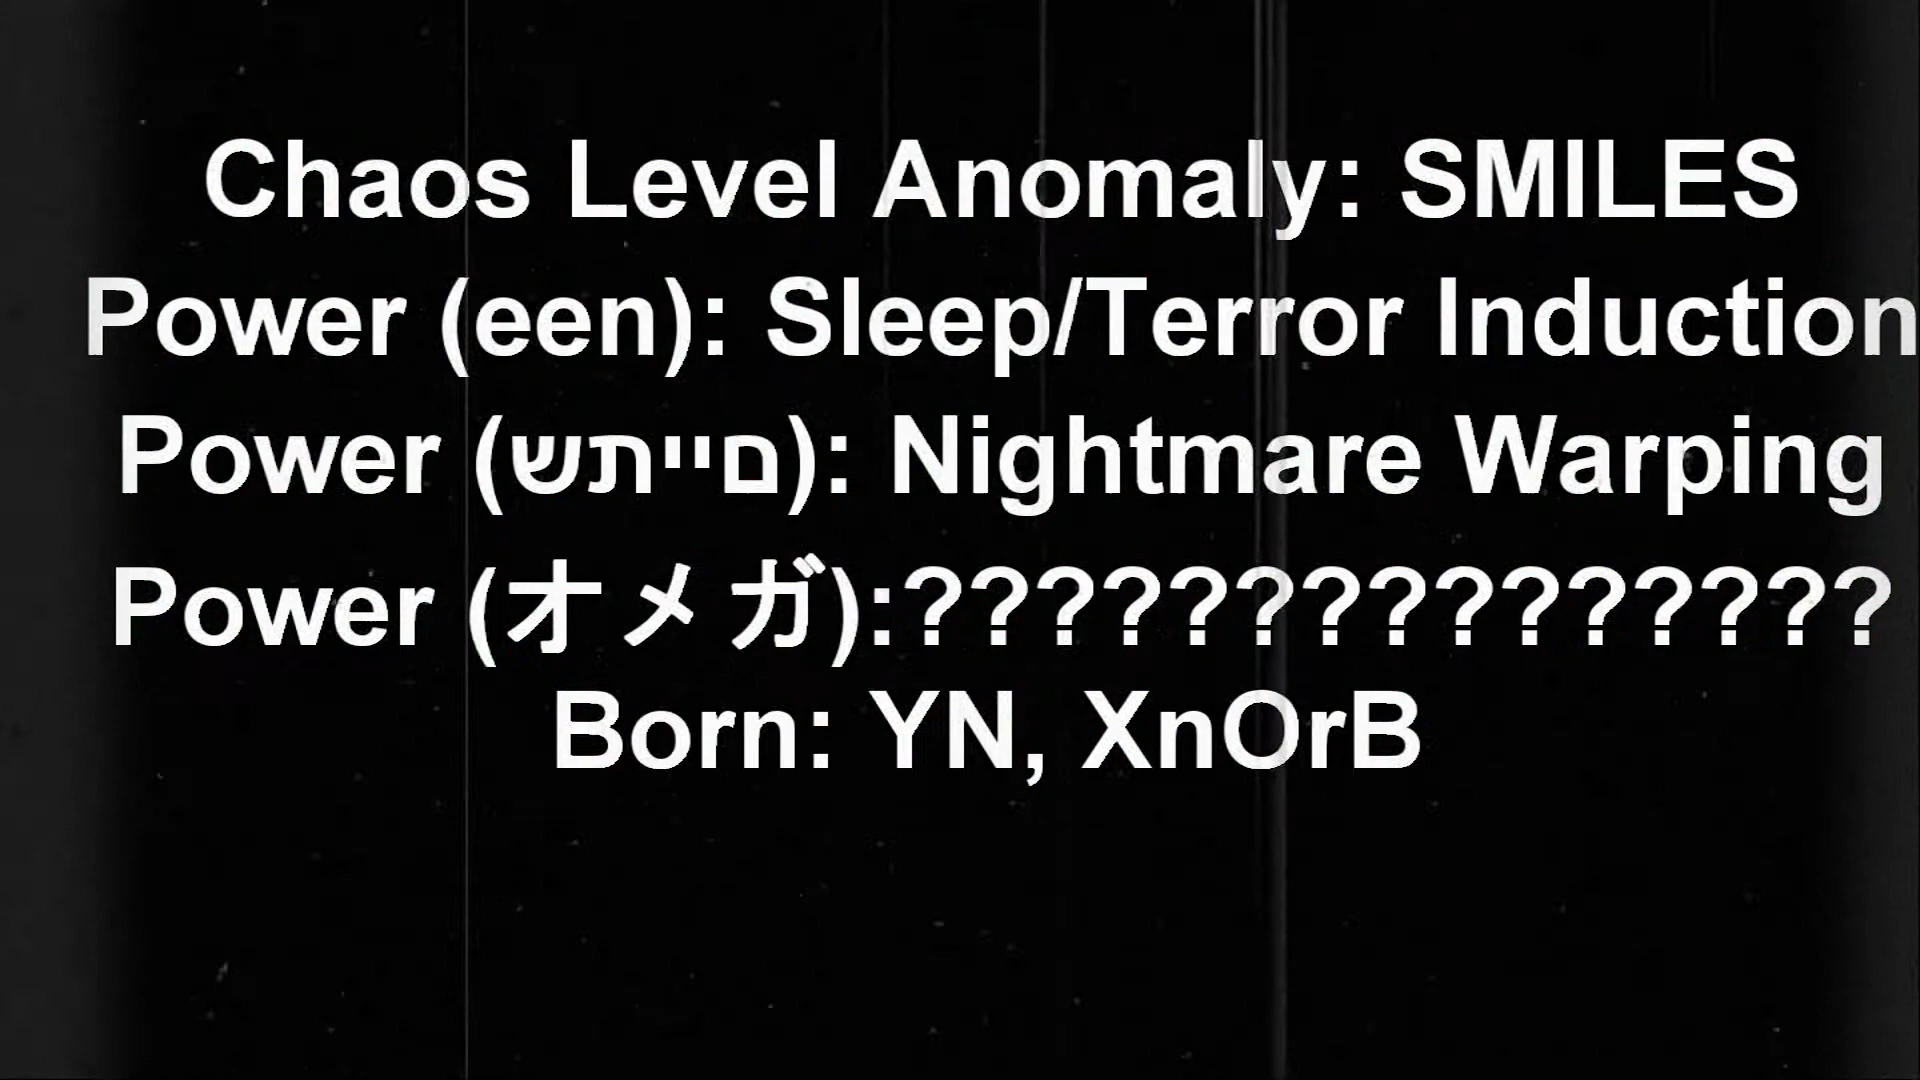 Chaos Level Anomaly: SMILES
Power (een): Sleep/Terror Induction
Power (שתיים): Nightmare Warping
Power (オメガ):???????????????
Born: YN, XnOrB